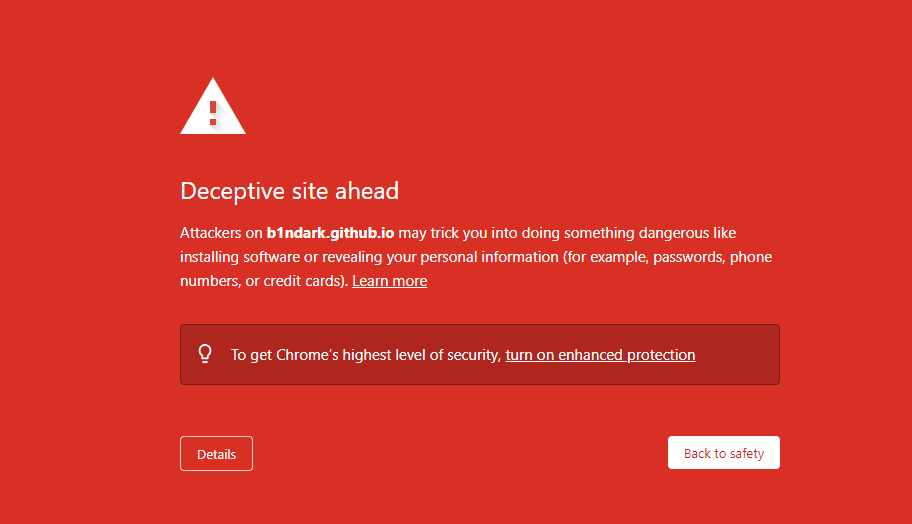 Deceptive site ahead
Attackers on b1ndark.github.io may trick you into doing something dangerous like
installing software or revealing your personal information (for example, passwords, phone
numbers, or credit cards). Learn more
To get Chrome's highest level of security, turn on enhanced protection
Details
Back to safety